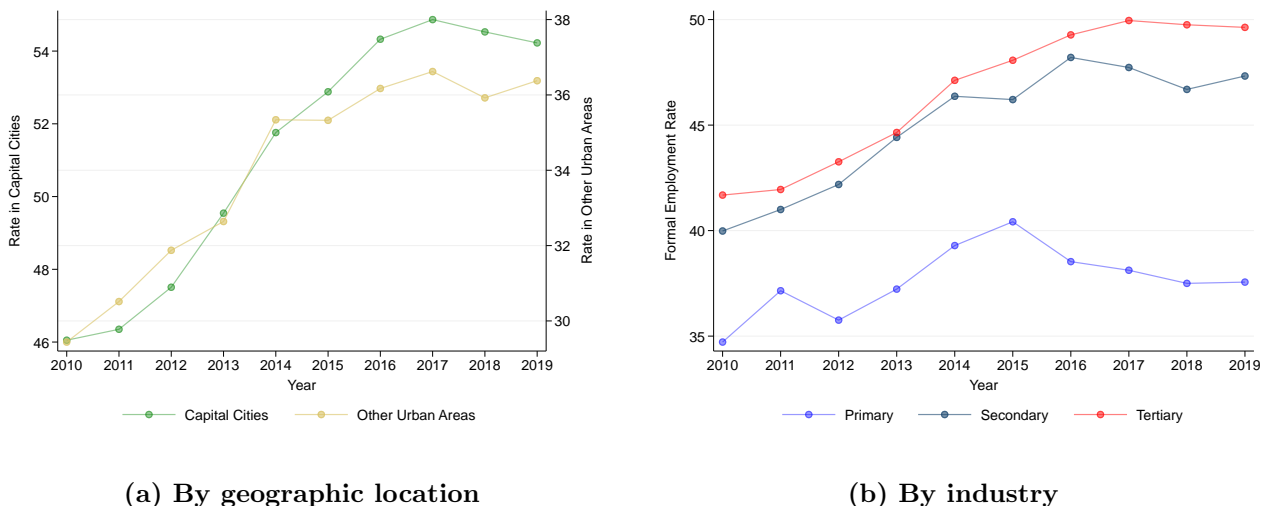 Rate in Capital Cities
54
52
50
48
46
38
36
34
32
30
Rate in Other Urban Areas
2010 2011 2012 2013 2014 2015 2016 2017 2018 2019
Year
Capital Cities Other Urban Areas
(a) By geographic location
Formal Employment Rate
50
45
40
35
2010 2011 2012 2013 2014 2015 2016 2017 2018 2019
Year
Primary Secondary Tertiary
(b) By industry